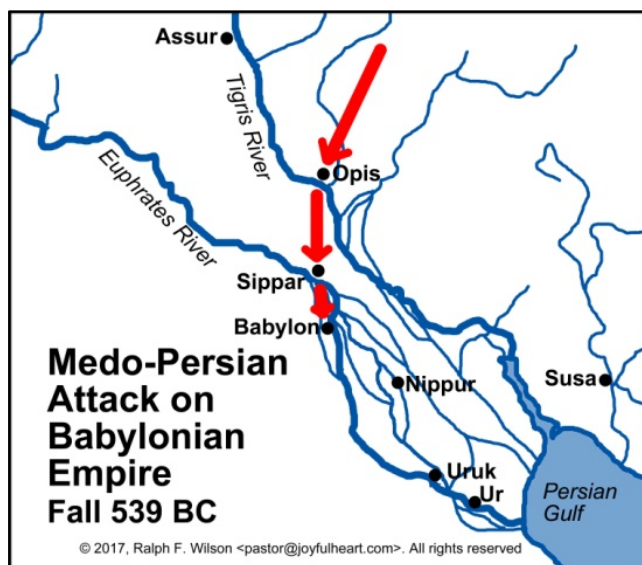 Assur
Tigris River
Opis
Euphrates River
Sippar
Babylon
Medo-Persian
Attack on
Babylonian
Empire
Fall 539 BC
Nippur
Susa
Uruk
Ur
Persian
Gulf
© 2017, Ralph F. Wilson <pastor@joyfulheart.com>. All rights reserved